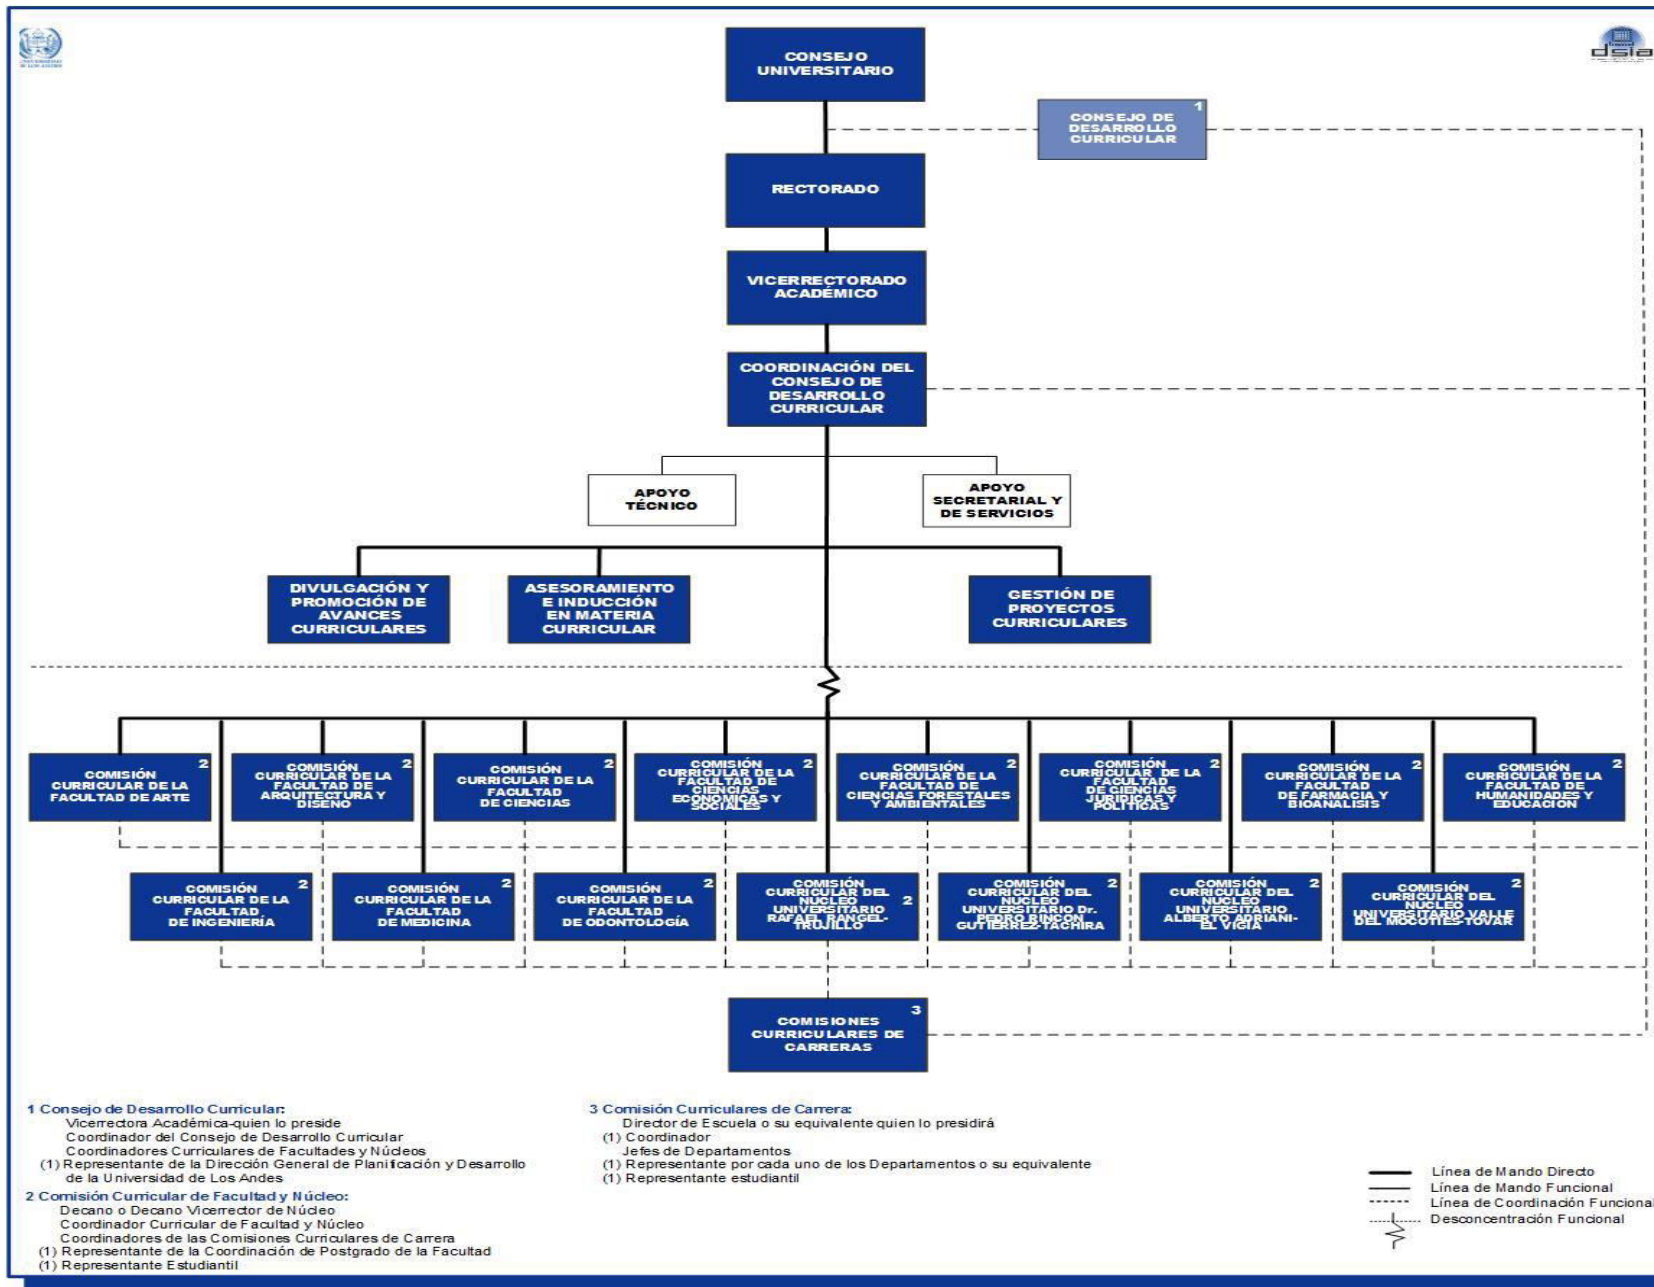 CONSEJO
UNIVERSITARIO
dsia
1
CONSEJO DE
DESARROLLO
CURRICULAR
RECTORADO
VICERRECTORADO
ACADÉMICO
COORDINACIÓN DEL
CONSEJO DE
DESARROLLO
CURRICULAR
APOYO
TÉCNICO
APOYO
SECRETARIAL Y
DE SERVICIOS
DIVULGACIÓN Y
PROMOCIÓN DE
AVANCES
CURRICULARES
ASESORAMIENTO
E INDUCCIÓN
EN MATERIA
CURRICULAR
GESTIÓN DE
PROYECTOS
CURRICULARES
2
COMISIÓN
CURRICULAR DE LA
FACULTAD DE ARTE
2
COMISIÓN
CURRICULAR DE LA
FACULTAD DE
ARQUITECTURA Y
DISEÑO
2
COMISIÓN
CURRICULAR DE LA
FACULTAD
DE CIENCIAS
2
COMISIÓN
CURRICULAR DE LA
FACULTAD DE
CIENCIAS
ECONÓMICAS Y
SOCIALES
2
COMISIÓN
CURRICULAR DE LA
FACULTAD DE
CIENCIAS FORESTALES
Y AMBIENTALES
2
COMISIÓN
CURRICULAR DE LA
FACULTAD
DE CIENCIAS
JURÍDICAS Y
POLÍTICAS
2
COMISIÓN
CURRICULAR DE LA
FACULTAD
DE FARMACIA Y
BIOANÁLISIS
2
COMISIÓN
CURRICULAR DE LA
FACULTAD DE
HUMANIDADES Y
EDUCACIÓN
2
COMISIÓN
CURRICULAR DE LA
FACULTAD
DE INGENIERÍA
2
COMISIÓN
CURRICULAR DE LA
FACULTAD
DE MEDICINA
2
COMISIÓN
CURRICULAR DE LA
FACULTAD
DE ODONTOLOGÍA
2
COMISIÓN
CURRICULAR DEL
NÚCLEO
UNIVERSITARIO
RAFAEL RANGEL-
TRUJILLO
2
COMISIÓN
CURRICULAR DEL
NÚCLEO
UNIVERSITARIO Dr.
PEDRO RINCÓN
GUTIÉRREZ-TÁCHIRA
2
COMISIÓN
CURRICULAR DEL
NÚCLEO
UNIVERSITARIO
ALBERTO ADRIANI-
EL VIGÍA
2
COMISIÓN
CURRICULAR DEL
NÚCLEO
UNIVERSITARIO VALLE
DEL MOCOTÍES-TOVAR
3
COMISIONES
CURRICULARES DE
CARRERAS
1 Consejo de Desarrollo Curricular:
Vicerrectora Académica-quien lo preside
Coordinador del Consejo de Desarrollo Curricular
Coordinadores Curriculares de Facultades y Núcleos
(1) Representante de la Dirección General de Planificación y Desarrollo
de la Universidad de Los Andes
2 Comisión Curricular de Facultad y Núcleo:
Decano o Decano Vicerrector de Núcleo
Coordinador Curricular de Facultad y Núcleo
Coordinadores de las Comisiones Curriculares de Carrera
(1) Representante de la Coordinación de Postgrado de la Facultad
(1) Representante Estudiantil
3 Comisión Curriculares de Carrera:
Director de Escuela o su equivalente quien lo presidirá
(1) Coordinador
Jefes de Departamentos
(1) Representante por cada uno de los Departamentos o su equivalente
(1) Representante estudiantil
Línea de Mando Directo
Línea de Mando Funcional
Línea de Coordinación Funcional
Desconcentración Funcional